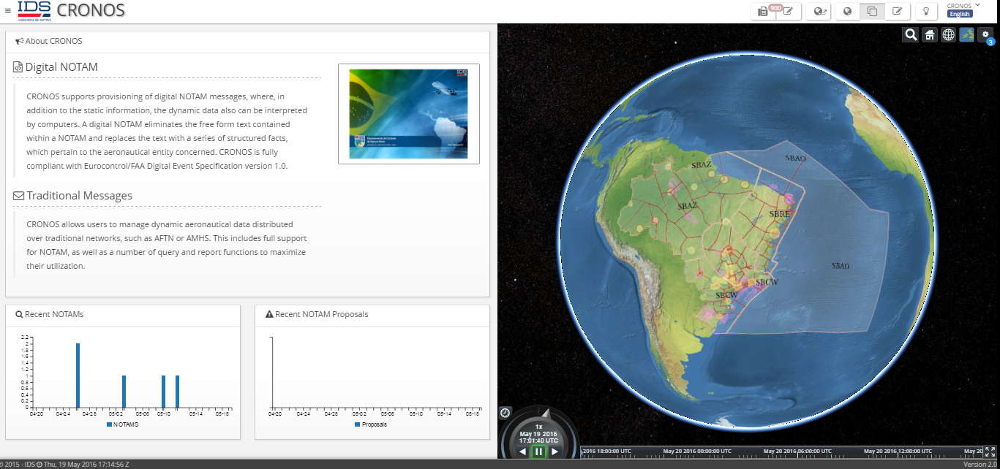 IDS
CRONOS
900
CRONOS
English
About CRONOS
Digital NOTAM
CRONOS supports provisioning of digital NOTAM messages, where, in
addition to the static information, the dynamic data also can be interpreted
by computers. A digital NOTAM eliminates the free form text contained
within a NOTAM and replaces the text with a series of structured facts,
which pertain to the aeronautical entity concerned. CRONOS is fully
compliant with Eurocontrol/FAA Digital Event Specification version 1.0.
Traditional Messages
CRONOS allows users to manage dynamic aeronautical data distributed
over traditional networks, such as AFTN or AMHS. This includes full support
for NOTAM, as well as a number of query and report functions to maximize
their utilization.
Recent NOTAMs
2.2
2
1.8
1.6
1.4
1.2
1
0.8
0.6
0.4
0.2
0
04-20 04-24 04-28 05-02 05-06 05-10 05-14 05-18
NOTAMS
Recent NOTAM Proposals
04-20 04-24 04-28 05-02 05-06 05-10 05-14 05-18
Proposals
3
SBAO
SBAZ
SBAZ
SBRE
SBAO
SBCW
SBCW
1x
May 19 2016
17:01:40 UTC
2016 18:00:00 UTC May 20 2016 00:00:00 UTC May 20 2016 06:00:00 UTC May 20 2016 12:00:00 UTC May 20
© 2015 - IDS Thu, 19 May 2016 17:14:56 Z
Version 2.0